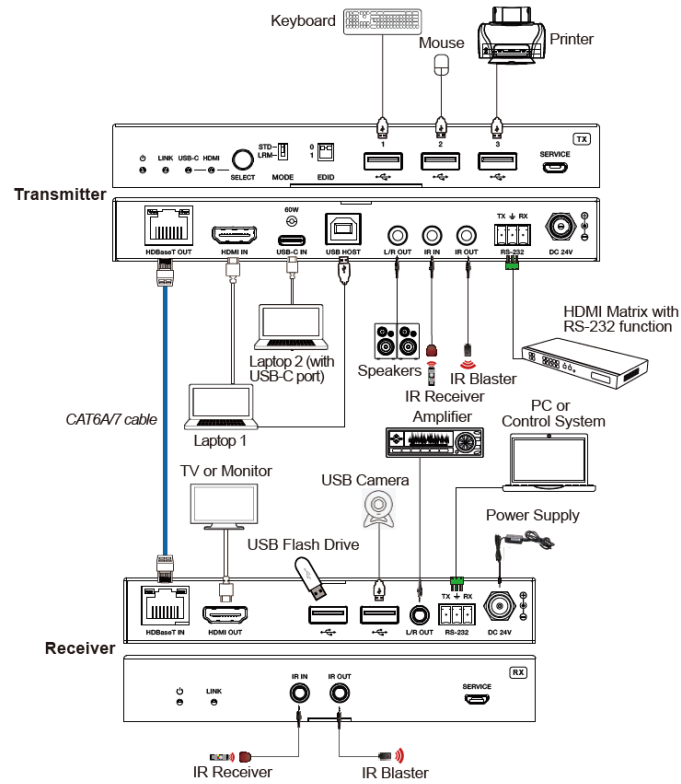 Keyboard
Mouse
Printer
1
2
3
TX
LINK
USB-C
HDMI
SELECT
STD
LRM
MODE
0
1
EDID
SERVICE
Transmitter
HDBaseT OUT
HDMI IN
60W
USB-C IN
USB HOST
L/R OUT
IR IN
IR OUT
TX RX
RS-232
DC 24V
HDMI Matrix with
RS-232 function
Laptop 2 (with
USB-C port)
Speakers
IR Blaster
IR Receiver
CAT6A/7 cable
Laptop 1
Amplifier
PC or
Control System
TV or Monitor
USB Camera
Power Supply
USB Flash Drive
HDBaseT IN
HDMI OUT
L/R OUT
TX RX
RS-232
DC 24V
Receiver
RX
LINK
IR IN
IR OUT
SERVICE
IR Receiver
IR Blaster